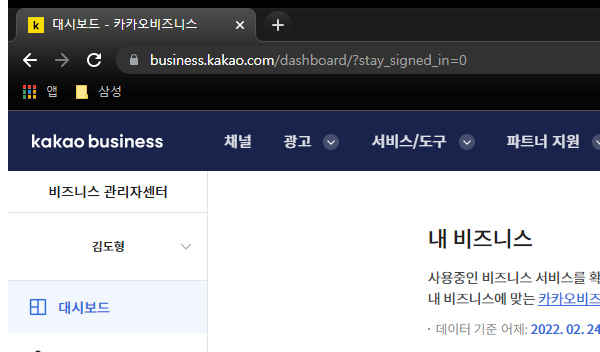 대시보드 - 카카오비즈니스
business.kakao.com/dashboard/?stay_signed_in=0
앱 삼성
kakao business 채널 광고 서비스/도구 파트너 지원
비즈니스 관리자센터
김도형
대시보드
내 비즈니스
사용중인 비즈니스 서비스를 확
내 비즈니스에 맞는 카카오비즈
· 데이터 기준 어제: 2022. 02. 24